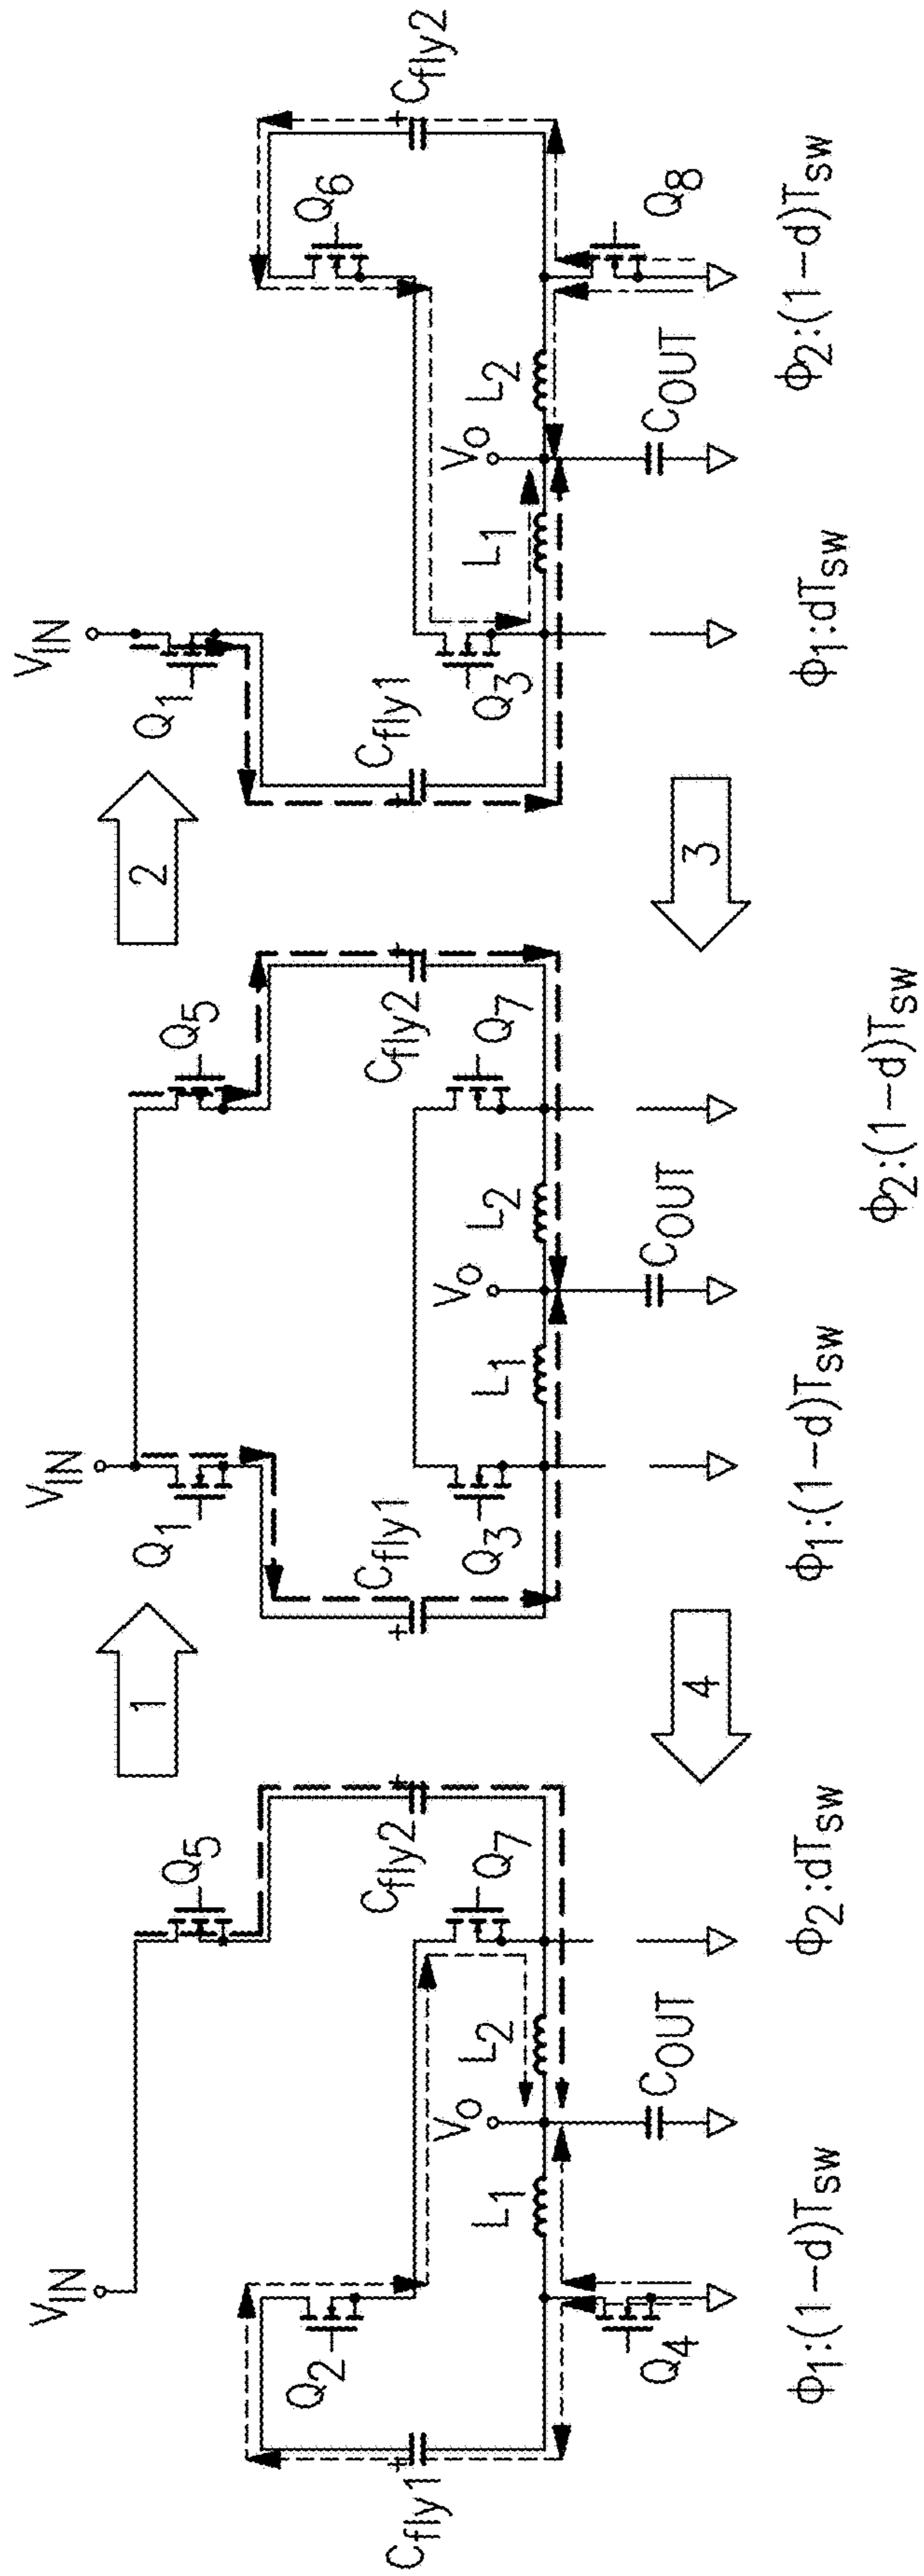 V_IN
Q_2
C_fly1
Q_4
L_1
V_o
L_2
C_OUT
Q_5
C_fly2
Q_7
ϕ_1:(1-d)T_sw
ϕ_2:dT_sw
1
4
V_IN
Q_1
C_fly1
Q_3
L_1
V_o
L_2
C_OUT
Q_5
C_fly2
Q_7
ϕ_1:(1-d)T_sw
ϕ_2:(1-d)T_sw
2
3
V_IN
Q_1
C_fly1
Q_3
L_1
V_o
L_2
C_OUT
Q_6
C_fly2
Q_8
ϕ_1:dT_sw
ϕ_2:(1-d)T_sw
+
+
+
+
+
+